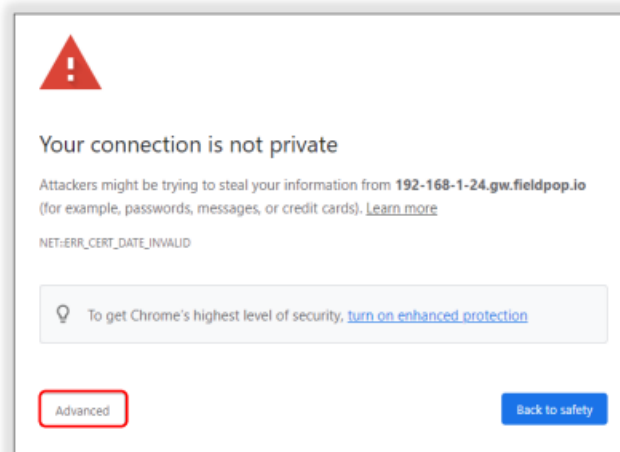 Your connection is not private
Attackers might be trying to steal your information from 192-168-1-24.gw.fieldpop.io
(for example, passwords, messages, or credit cards). Learn more
NET::ERR_CERT_DATE_INVALID
To get Chrome's highest level of security, turn on enhanced protection
Advanced
Back to safety